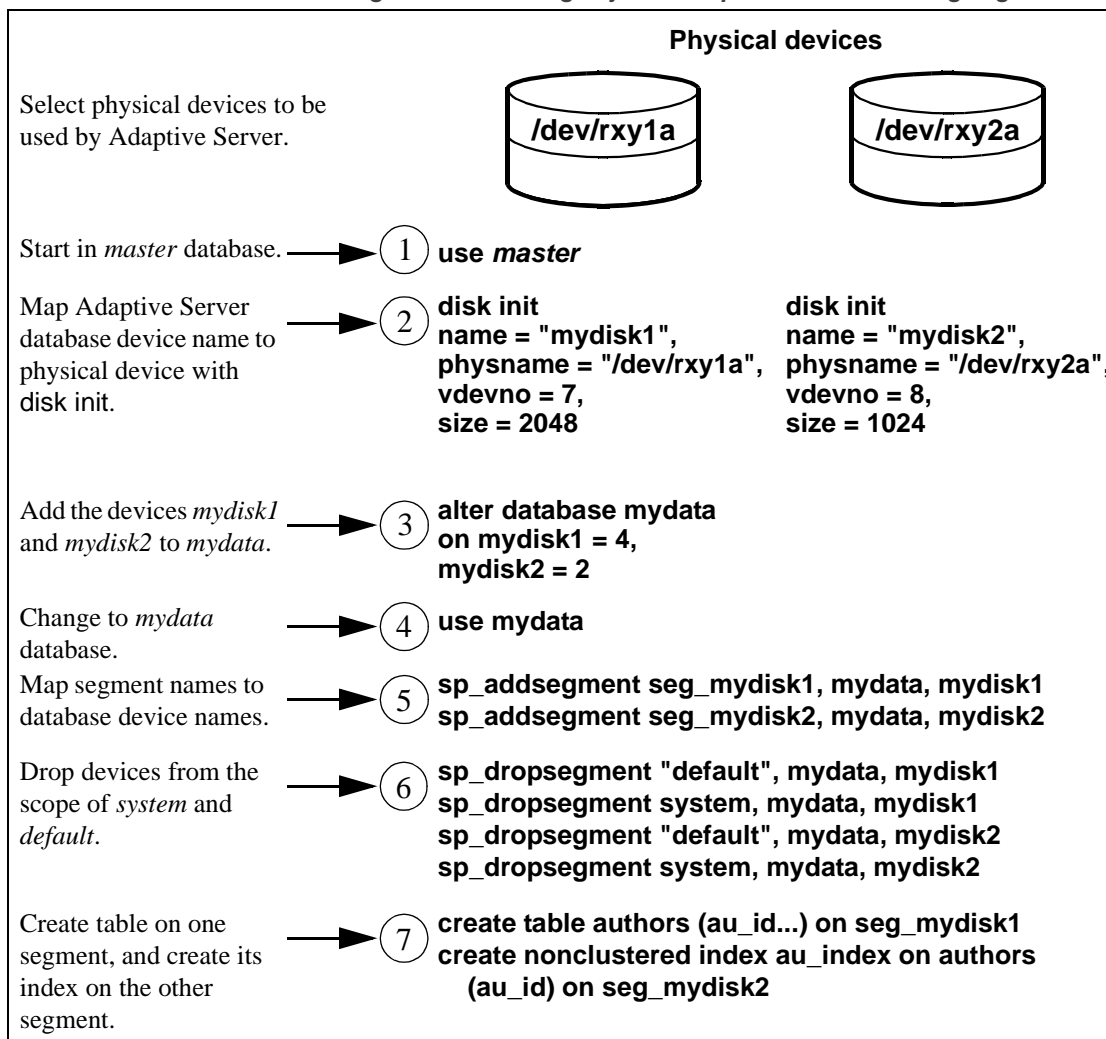 Physical devices
Select physical devices to be
used by Adaptive Server.
/dev/rxy1a
/dev/rxy2a
Start in master database.
1
use master
Map Adaptive Server
database device name to
physical device with
disk init.
2
disk init
name = "mydisk1",
physname = "/dev/rxy1a",
vdevno = 7,
size = 2048
disk init
name = "mydisk2",
physname = "/dev/rxy2a",
vdevno = 8,
size = 1024
Add the devices mydisk1
and mydisk2 to mydata.
3
alter database mydata
on mydisk1 = 4,
mydisk2 = 2
Change to mydata
database.
4
use mydata
Map segment names to
database device names.
5
sp_addsegment seg_mydisk1, mydata, mydisk1
sp_addsegment seg_mydisk2, mydata, mydisk2
Drop devices from the
scope of system and
default.
6
sp_dropsegment "default", mydata, mydisk1
sp_dropsegment system, mydata, mydisk1
sp_dropsegment "default", mydata, mydisk2
sp_dropsegment system, mydata, mydisk2
Create table on one
segment, and create its
index on the other
segment.
7
create table authors (au_id...) on seg_mydisk1
create nonclustered index au_index on authors
(au_id) on seg_mydisk2